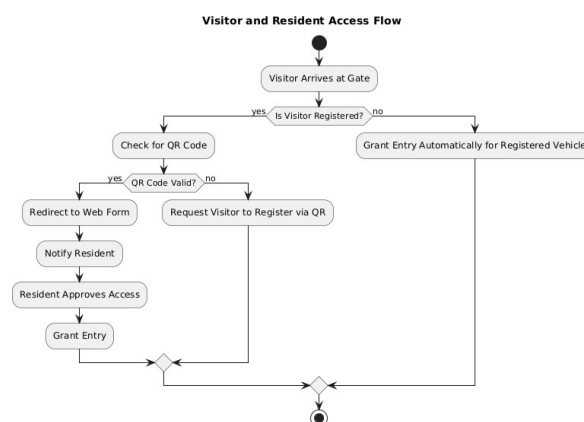 Visitor and Resident Access Flow
Visitor Arrives at Gate
yes
Is Visitor Registered?
no
Check for QR Code
Grant Entry Automatically for Registered Vehicle
yes
QR Code Valid?
no
Redirect to Web Form
Request Visitor to Register via QR
Notify Resident
Resident Approves Access
Grant Entry